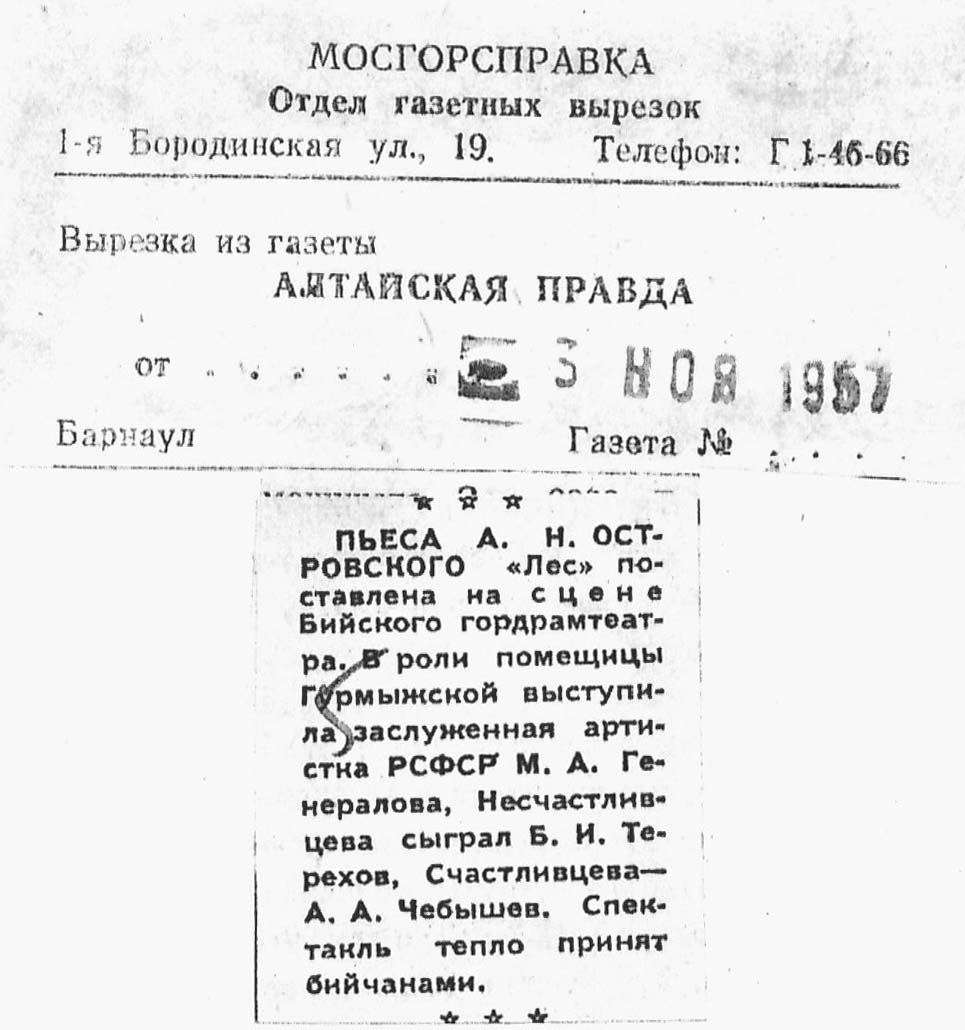 МОСГОРСПРАВКА
Отдел газетных вырезок
1-я Бородинская ул., 19. Телефон: Г 1-46-66
Вырезка из газеты
АЛТАЙСКАЯ ПРАВДА
от . . . . . . 3 НОЯ 1957
Барнаул Газета № . . . .
☆ ☆ ☆
ПЬЕСА А. Н. ОСТ-
РОВСКОГО «Лес» по-
ставлена на сцене
Бийского гордрамтеат-
ра. В роли помещицы
Гурмыжской выступи-
ла заслуженная арти-
стка РСФСР М. А. Ге-
нералова, Несчастлив-
цева сыграл Б. И. Те-
рехов, Счастливцева—
А. А. Чебышев. Спек-
такль тепло принят
бийчанами.
☆ ☆ ☆